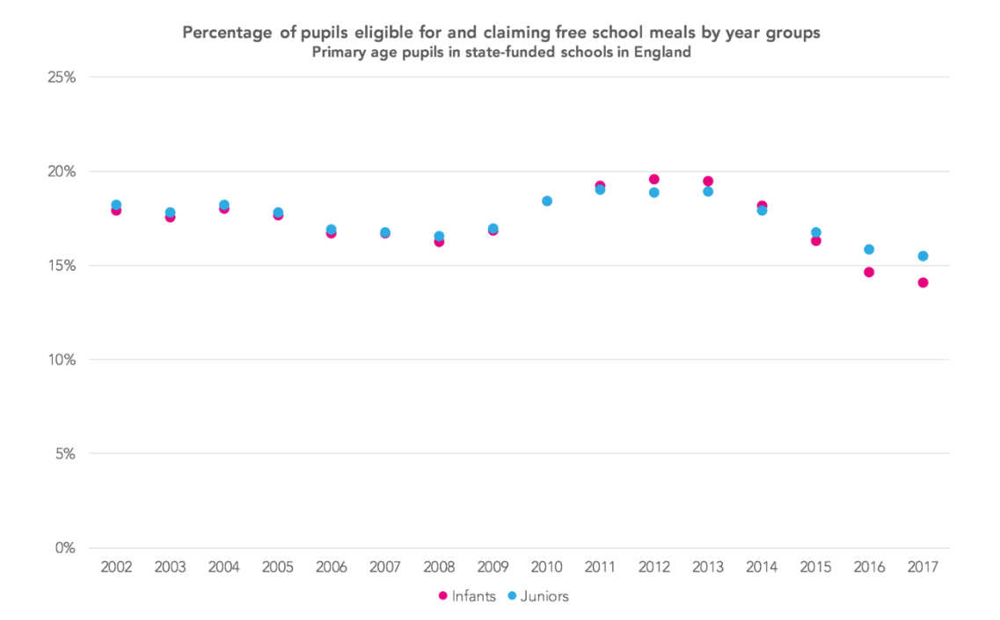 Percentage of pupils eligible for and claiming free school meals by year groups
Primary age pupils in state-funded schools in England
25%
20%
15%
10%
5%
0%
2002 2003 2004 2005 2006 2007 2008 2009 2010 2011 2012 2013 2014 2015 2016 2017
Infants Juniors